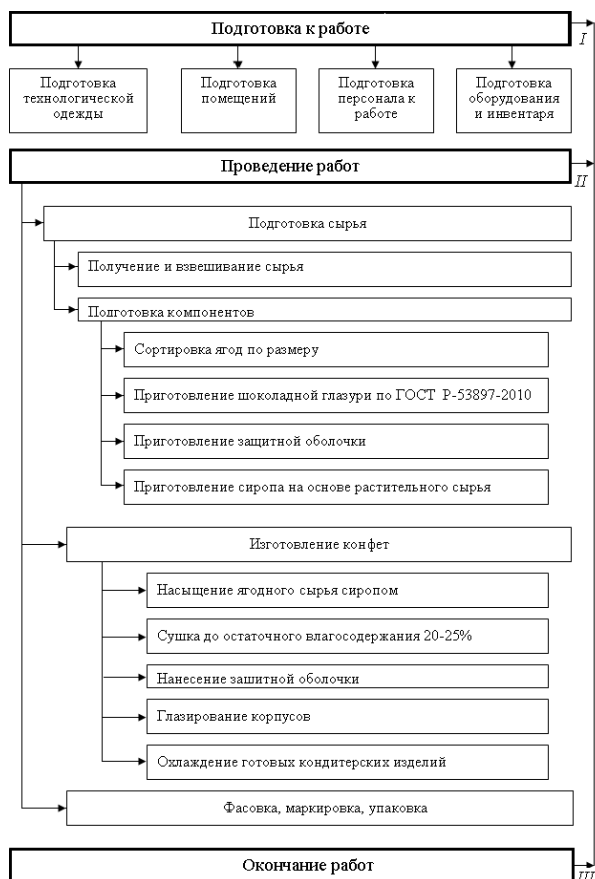 Подготовка к работе
I
Подготовка
технологической
одежды
Подготовка
помещений
Подготовка
персонала к
работе
Подготовка
оборудования
и инвентаря
Проведение работ
II
Подготовка сырья
Получение и взвешивание сырья
Подготовка компонентов
Сортировка ягод по размеру
Приготовление шоколадной глазури по ГОСТ Р-53897-2010
Приготовление защитной оболочки
Приготовление сиропа на основе растительного сырья
Изготовление конфет
Насыщение ягодного сырья сиропом
Сушка до остаточного влагосодержания 20-25%
Нанесение зашитной оболочки
Глазирование корпусов
Охлаждение готовых кондитерских изделий
Фасовка, маркировка, упаковка
Окончание работ
III